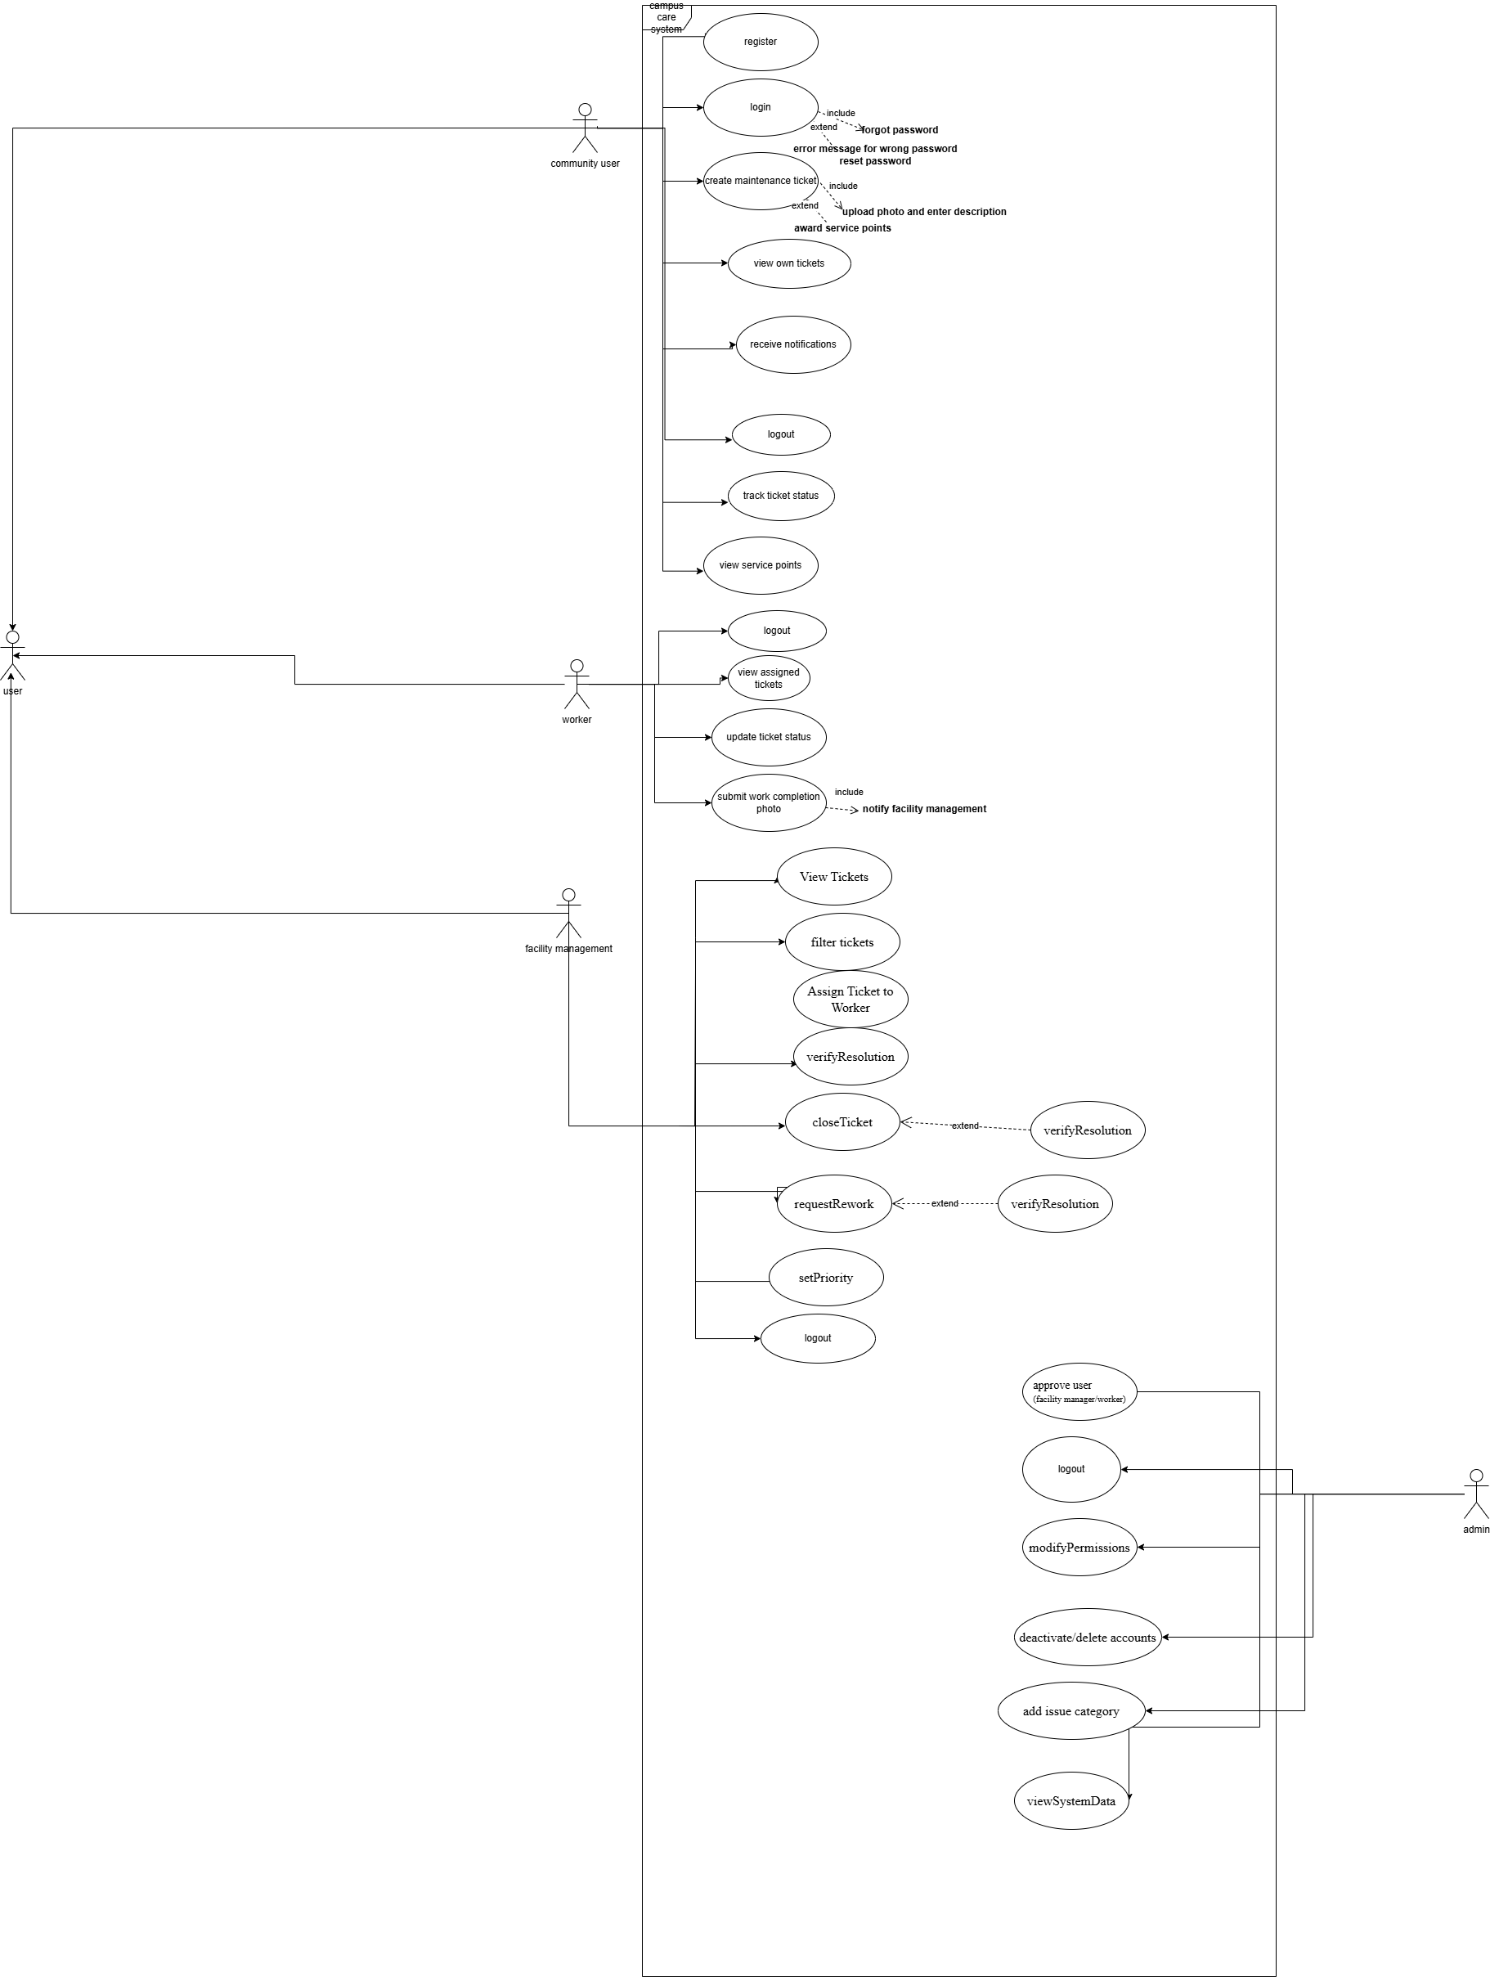 campus
care
system
register
login
include
forgot password
extend
error message for wrong password
reset password
community user
create maintenance ticket
include
extend
upload photo and enter description
award service points
view own tickets
receive notifications
logout
track ticket status
view service points
logout
user
view assigned
tickets
worker
update ticket status
submit work completion
photo
include
notify facility management
View Tickets
facility management
filter tickets
Assign Ticket to
Worker
verifyResolution
closeTicket
extend
verifyResolution
requestRework
extend
verifyResolution
setPriority
logout
approve user
(facility manager/worker)
logout
admin
modifyPermissions
deactivate/delete accounts
add issue category
viewSystemData